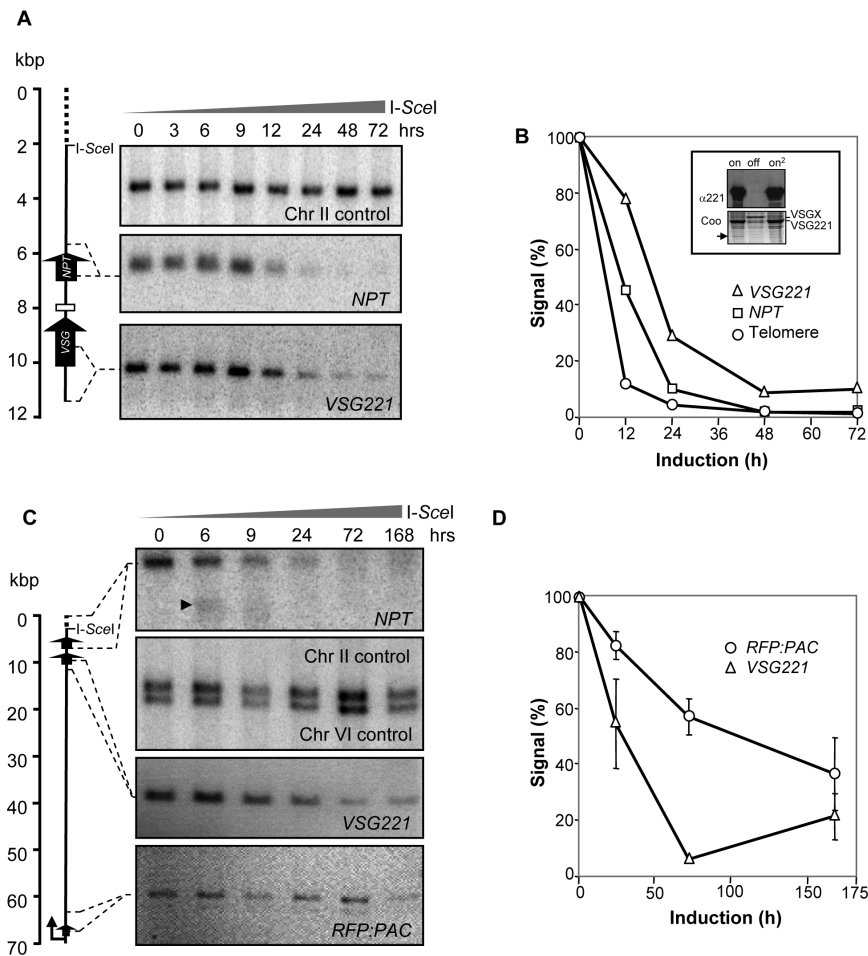 A
kbp
0
2
4
6
8
10
12
I-SceI
NPT
VSG
I-SceI
0 3 6 9 12 24 48 72 hrs
Chr II control
NPT
VSG221
B
Signal (%)
100
80
60
40
20
0
0 12 24 36 48 60 72
Induction (h)
on off on²
α221
Coo
VSGX
VSG221
VSG221
NPT
Telomere
C
kbp
0
10
20
30
40
50
60
70
I-SceI
I-SceI
0 6 9 24 72 168 hrs
NPT
Chr II control
Chr VI control
VSG221
RFP:PAC
D
Signal (%)
100
80
60
40
20
0
0 50 100 150 175
Induction (h)
RFP:PAC
VSG221